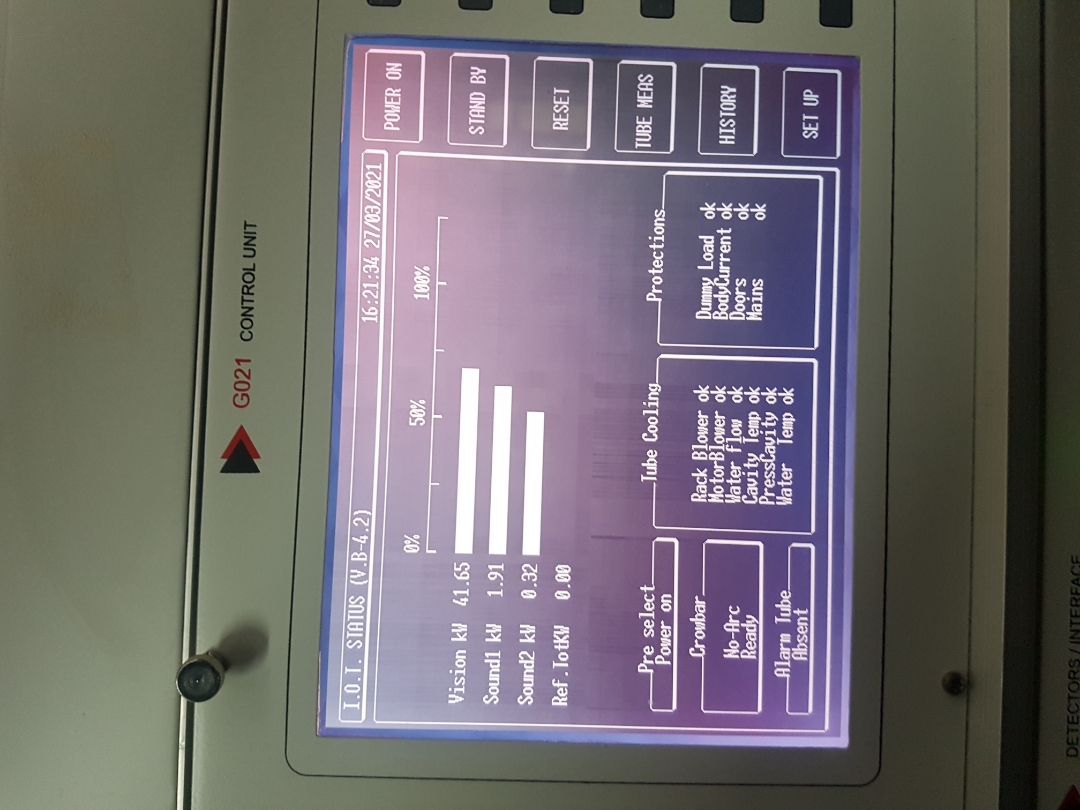 G021 CONTROL UNIT
I.O.T. STATUS (V.B-4.2) 16:21:34 27/03/2021
0% 50% 100%
Vision kW 41.65
Sound1 kW 1.91
Sound2 kW 0.32
Ref.TotKW 0.00
Pre select
Power on
Crowbar
No-Arc
Ready
Alarm Tube
Absent
Tube Cooling
Rack Blower ok
MotorBlower ok
Water flow ok
Cavity Temp ok
PressCavity ok
Water Temp ok
Protections
Dummy Load ok
BodyCurrent ok
Doors ok
Mains ok
POWER ON
STAND BY
RESET
TUBE MEAS
HISTORY
SET UP
DETECTORS / INTERFACE